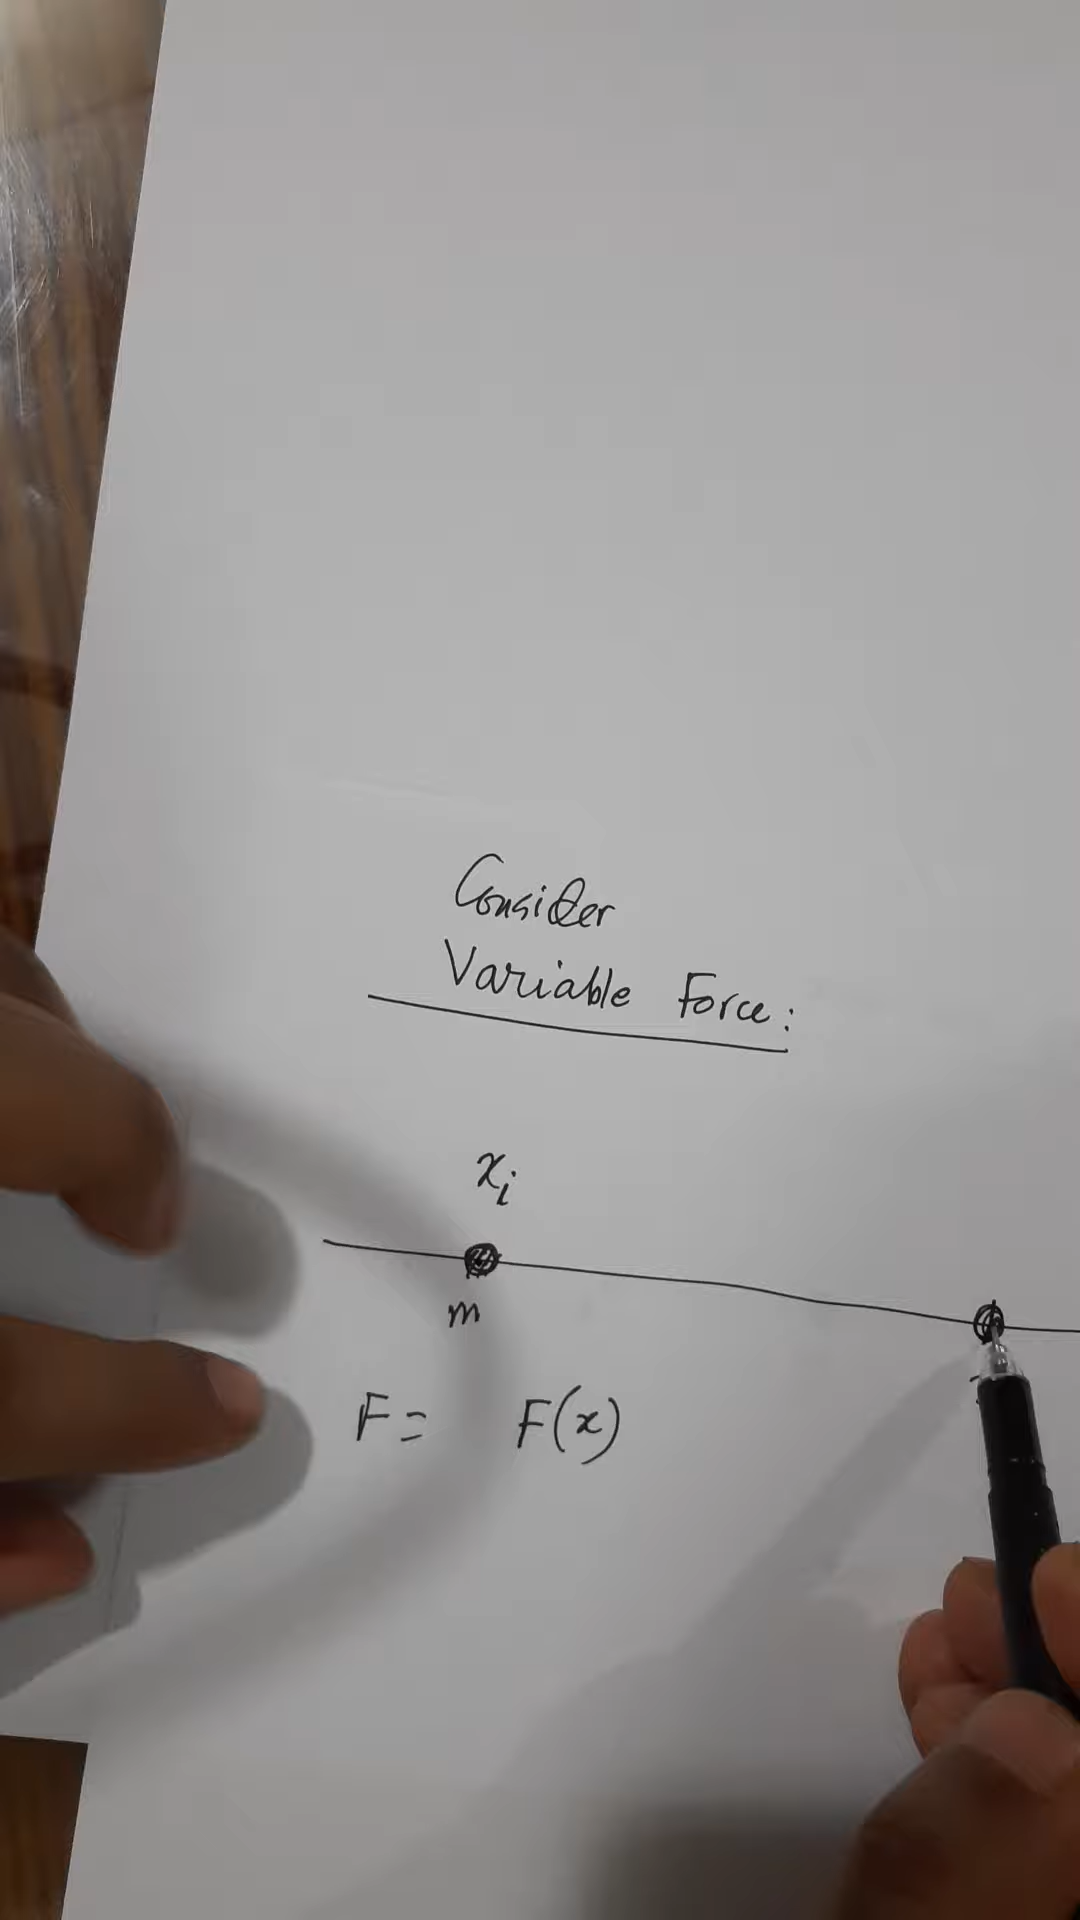 Consider
Variable Force:
xᵢ
m
F = F(x)